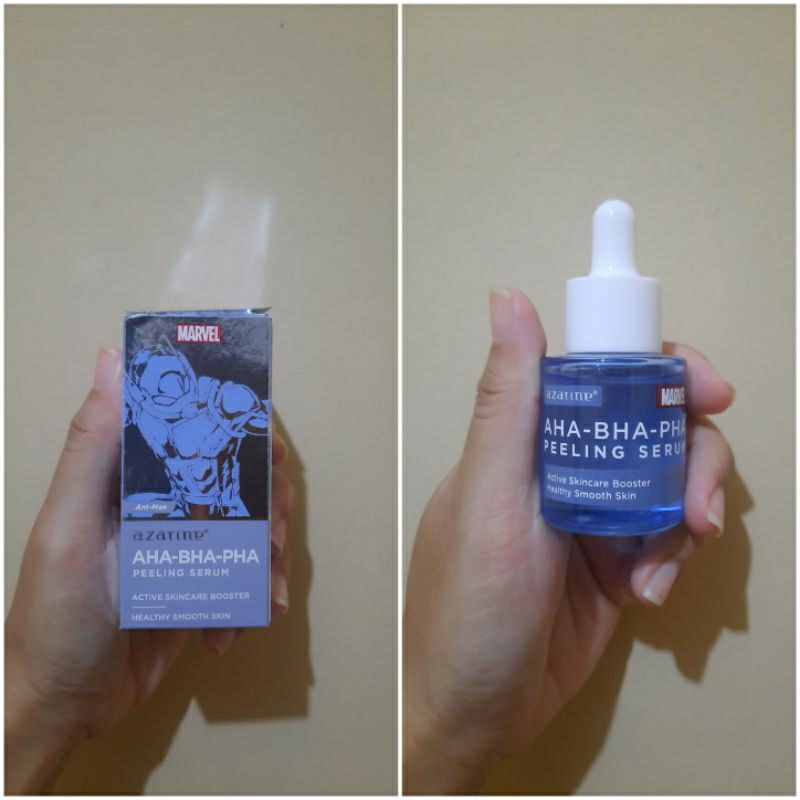 MARVEL
Ant-Man
azarine®
AHA-BHA-PHA
PEELING SERUM
ACTIVE SKINCARE BOOSTER
HEALTHY SMOOTH SKIN
azarine®
MARVEL
AHA-BHA-PHA
PEELING SERUM
Active Skincare Booster
Healthy Smooth Skin